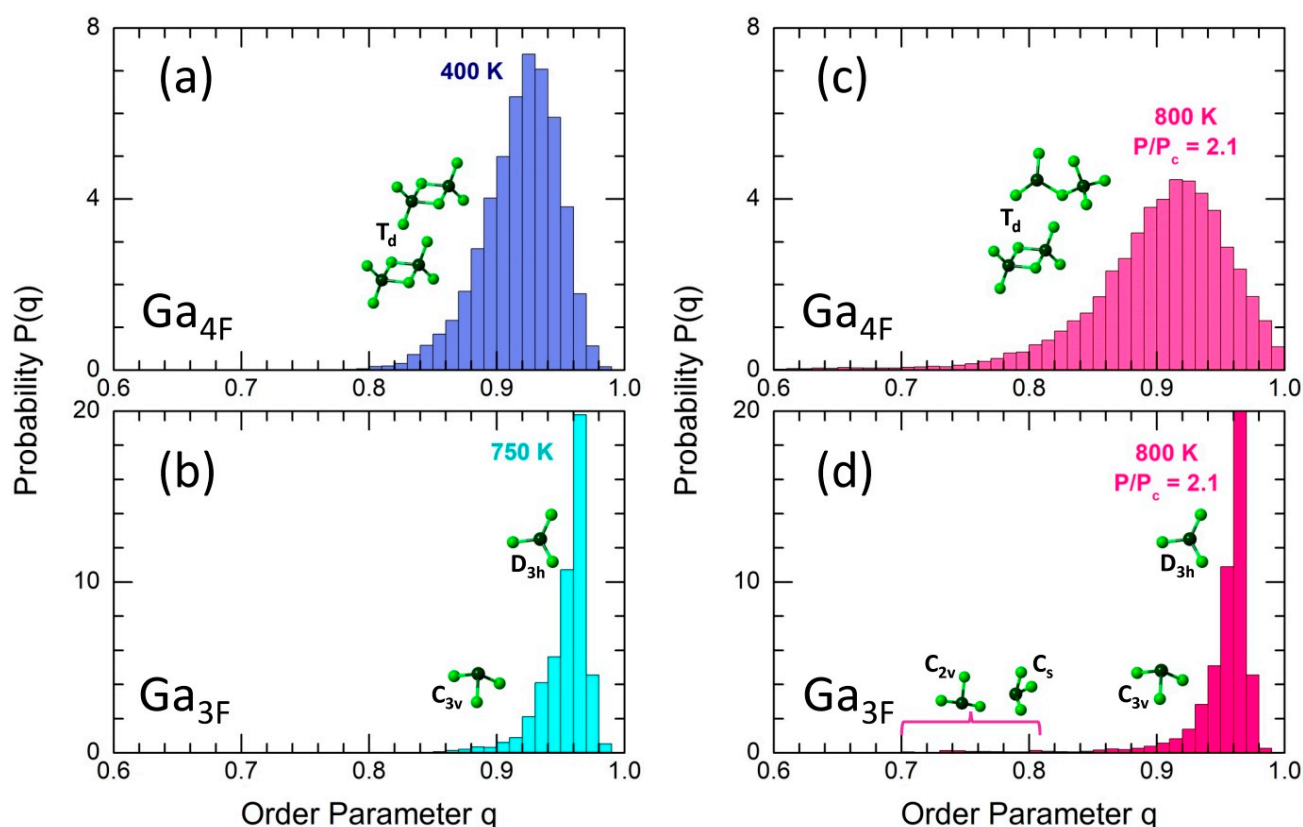 Probability P(q)
8
4
0
(a)
400 K
T_d
Ga_4F
0.6 0.7 0.8 0.9 1.0
Probability P(q)
20
10
0
(b)
750 K
D_3h
C_3v
Ga_3F
0.6 0.7 0.8 0.9 1.0
Order Parameter q
Probability P(q)
8
4
0
(c)
800 K
P/P_c = 2.1
T_d
Ga_4F
0.6 0.7 0.8 0.9 1.0
Probability P(q)
20
10
0
(d)
800 K
P/P_c = 2.1
D_3h
C_2v C_s
C_3v
Ga_3F
0.6 0.7 0.8 0.9 1.0
Order Parameter q